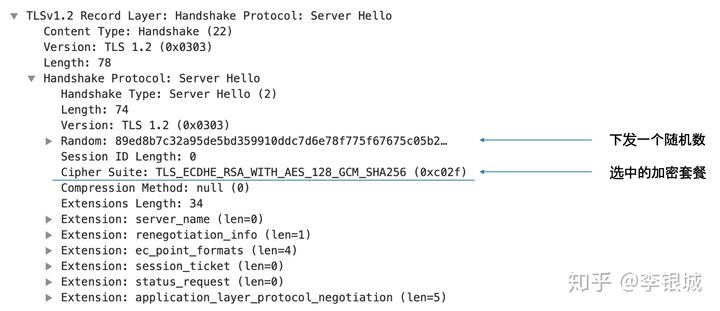 TLSv1.2 Record Layer: Handshake Protocol: Server Hello
Content Type: Handshake (22)
Version: TLS 1.2 (0x0303)
Length: 78
Handshake Protocol: Server Hello
Handshake Type: Server Hello (2)
Length: 74
Version: TLS 1.2 (0x0303)
Random: 89ed8b7c32a95de5bd359910ddc7d6e78f775f67675c05b2… 下发一个随机数
Session ID Length: 0
Cipher Suite: TLS_ECDHE_RSA_WITH_AES_128_GCM_SHA256 (0xc02f) 选中的加密套餐
Compression Method: null (0)
Extensions Length: 34
Extension: server_name (len=0)
Extension: renegotiation_info (len=1)
Extension: ec_point_formats (len=4)
Extension: session_ticket (len=0)
Extension: status_request (len=0)
Extension: application_layer_protocol_negotiation (len=5)
知乎 @李银城